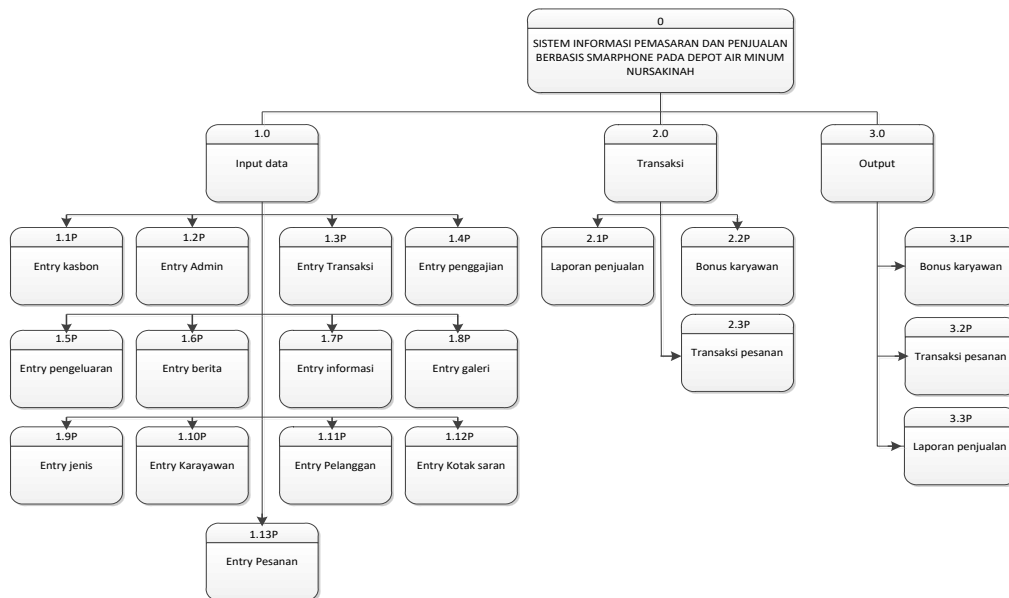 0
SISTEM INFORMASI PEMASARAN DAN PENJUALAN
BERBASIS SMARPHONE PADA DEPOT AIR MINUM
NURSAKINAH
1.0
Input data
2.0
Transaksi
3.0
Output
1.1P
Entry kasbon
1.2P
Entry Admin
1.3P
Entry Transaksi
1.4P
Entry penggajian
2.1P
Laporan penjualan
2.2P
Bonus karyawan
3.1P
Bonus karyawan
1.5P
Entry pengeluaran
1.6P
Entry berita
1.7P
Entry informasi
1.8P
Entry galeri
2.3P
Transaksi pesanan
3.2P
Transaksi pesanan
1.9P
Entry jenis
1.10P
Entry Karayawan
1.11P
Entry Pelanggan
1.12P
Entry Kotak saran
3.3P
Laporan penjualan
1.13P
Entry Pesanan